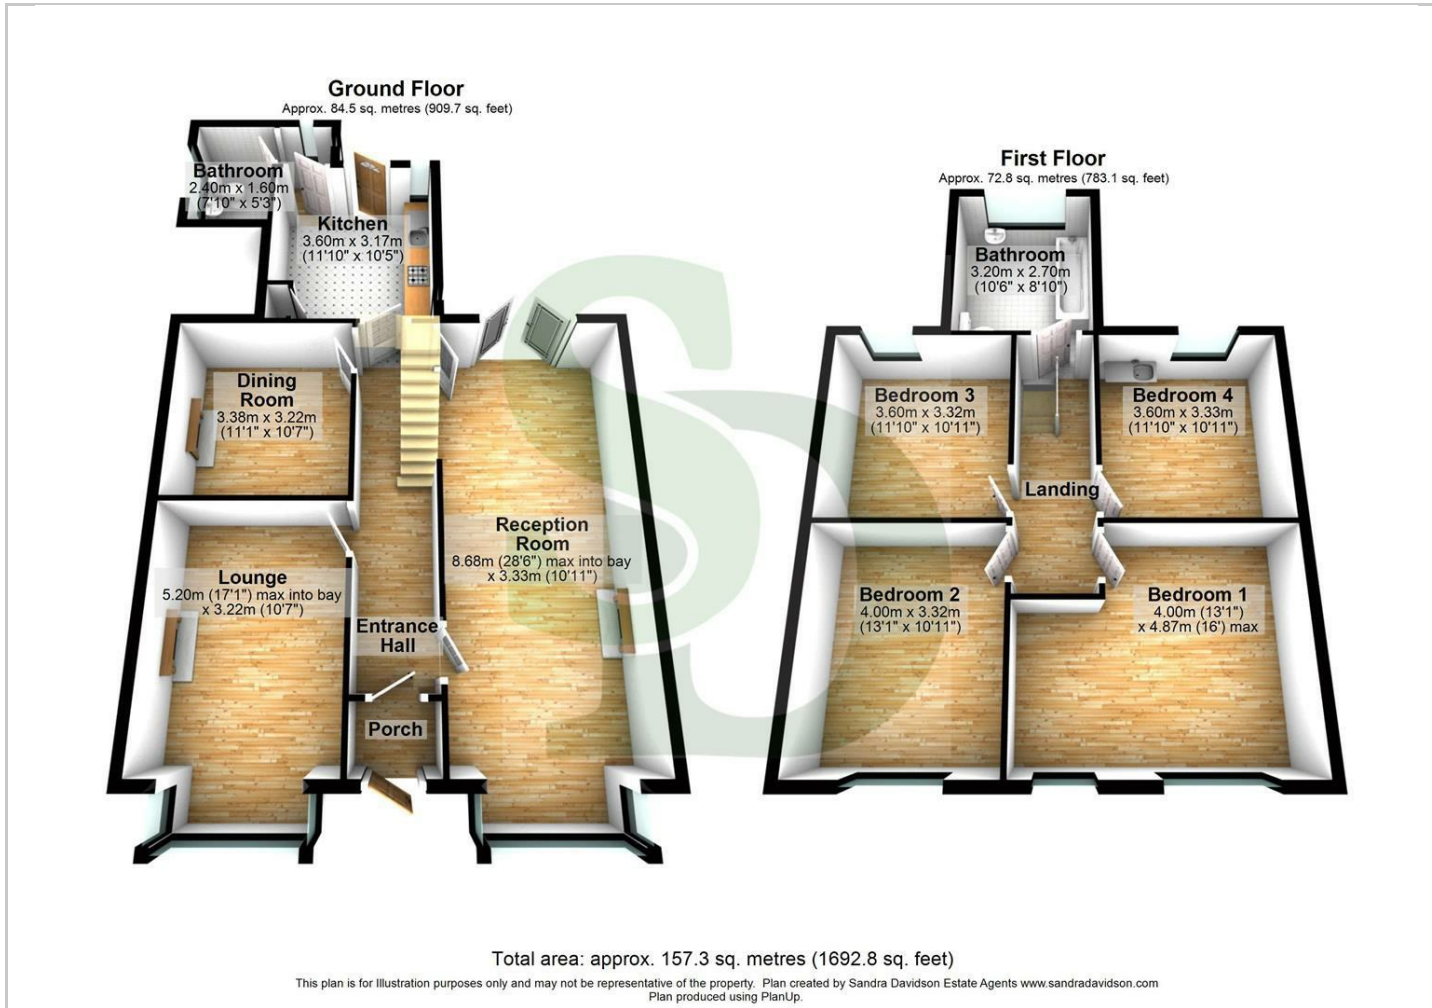 Ground Floor
Approx. 84.5 sq. metres (909.7 sq. feet)
Bathroom
2.40m x 1.60m
(7'10" x 5'3")
Kitchen
3.60m x 3.17m
(11'10" x 10'5")
Dining
Room
3.38m x 3.22m
(11'1" x 10'7")
Lounge
5.20m (17'1") max into bay
x 3.22m (10'7")
Entrance
Hall
Porch
Reception
Room
8.68m (28'6") max into bay
x 3.33m (10'11")
First Floor
Approx. 72.8 sq. metres (783.1 sq. feet)
Bathroom
3.20m x 2.70m
(10'6" x 8'10")
Bedroom 3
3.60m x 3.32m
(11'10" x 10'11")
Bedroom 4
3.60m x 3.33m
(11'10" x 10'11")
Landing
Bedroom 2
4.00m x 3.32m
(13'1" x 10'11")
Bedroom 1
4.00m (13'1")
x 4.87m (16') max
SD
Total area: approx. 157.3 sq. metres (1692.8 sq. feet)
This plan is for Illustration purposes only and may not be representative of the property. Plan created by Sandra Davidson Estate Agents www.sandradavidson.com
Plan produced using PlanUp.